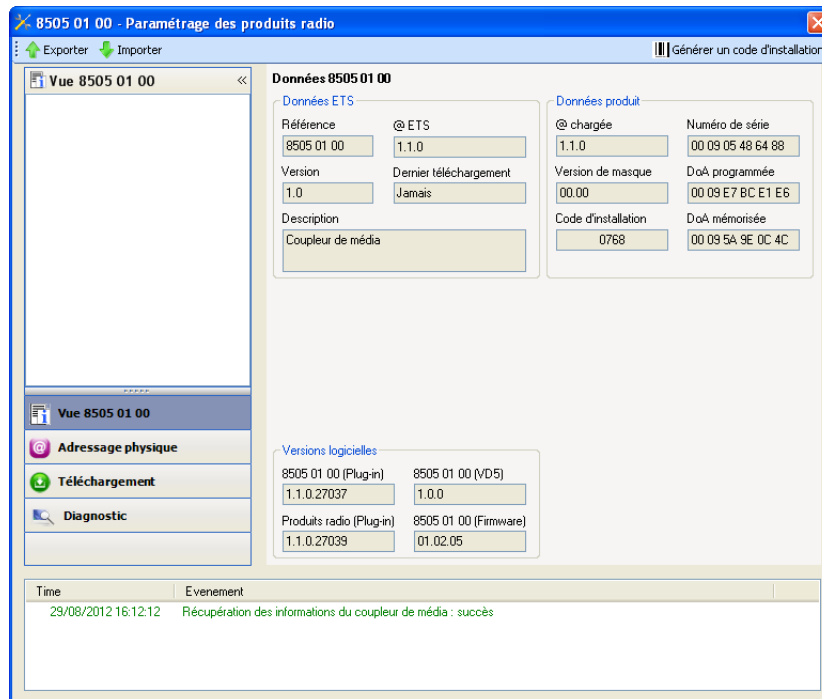 8505 01 00 - Paramétrage des produits radio
Exporter Importer Générer un code d'installation
Vue 8505 01 00 «
Données 8505 01 00
Données ETS
Référence @ ETS
8505 01 00 1.1.0
Version Dernier téléchargement
1.0 Jamais
Description
Coupleur de média
Données produit
@ chargée Numéro de série
1.1.0 00 09 05 48 64 88
Version de masque DoA programmée
00.00 00 09 E7 BC E1 E6
Code d'installation DoA mémorisée
0768 00 09 5A 9E 0C 4C
Vue 8505 01 00
Adressage physique
Téléchargement
Diagnostic
Versions logicielles
8505 01 00 (Plug-in) 8505 01 00 (VD5)
1.1.0.27037 1.0.0
Produits radio (Plug-in) 8505 01 00 (Firmware)
1.1.0.27039 01.02.05
Time Evenement
29/08/2012 16:12:12 Récupération des informations du coupleur de média : succès